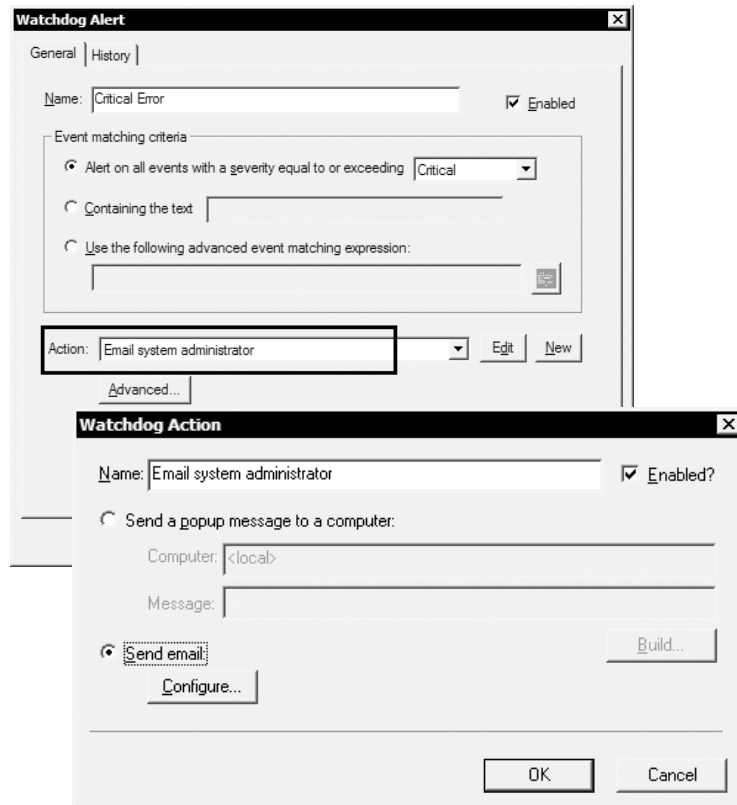 Watchdog Alert
General History
Name: Critical Error Enabled
Event matching criteria
Alert on all events with a severity equal to or exceeding Critical
Containing the text
Use the following advanced event matching expression:
Action: Email system administrator Edit New
Advanced...
Watchdog Action
Name: Email system administrator Enabled?
Send a popup message to a computer:
Computer: <local>
Message:
Build...
Send email:
Configure...
OK Cancel